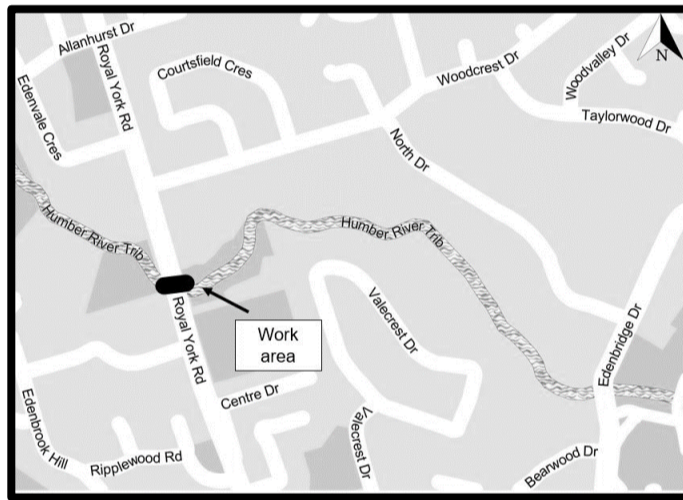 Allanhurst Dr
Royal York Rd
Courtsfield Cres
Woodcrest Dr
Woodvalley Dr
N
Taylorwood Dr
Edenvale Cres
North Dr
Humber River Trib
Humber River Trib
Royal York Rd
Work
area
Valecrest Dr
Edenbridge Dr
Centre Dr
Edenbrook Hill
Ripplewood Rd
Valecrest Dr
Bearwood Dr